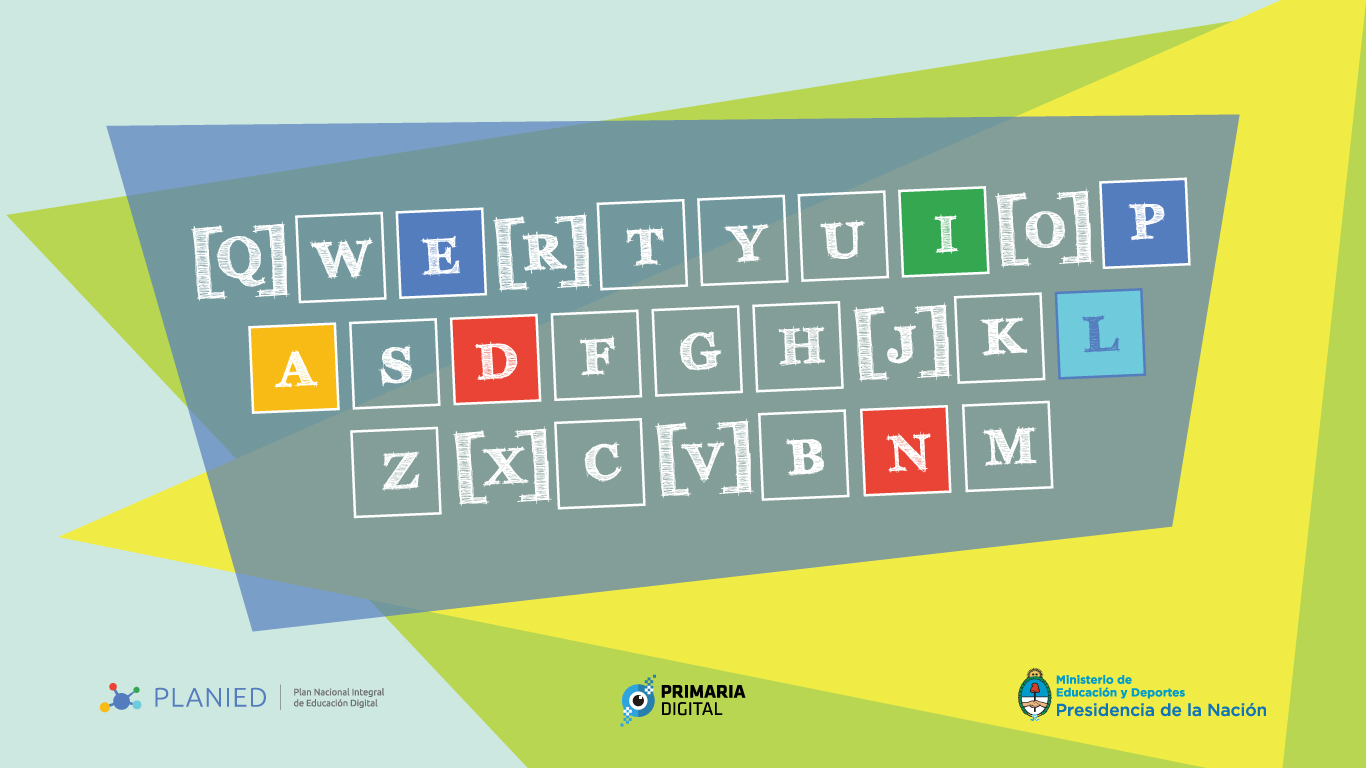 [Q] W E [R] T Y U I [O] P
A S D F G H [J] K L
Z [X] C [V] B N M
PLANIED
Plan Nacional Integral
de Educación Digital
PRIMARIA
DIGITAL
Ministerio de
Educación y Deportes
Presidencia de la Nación